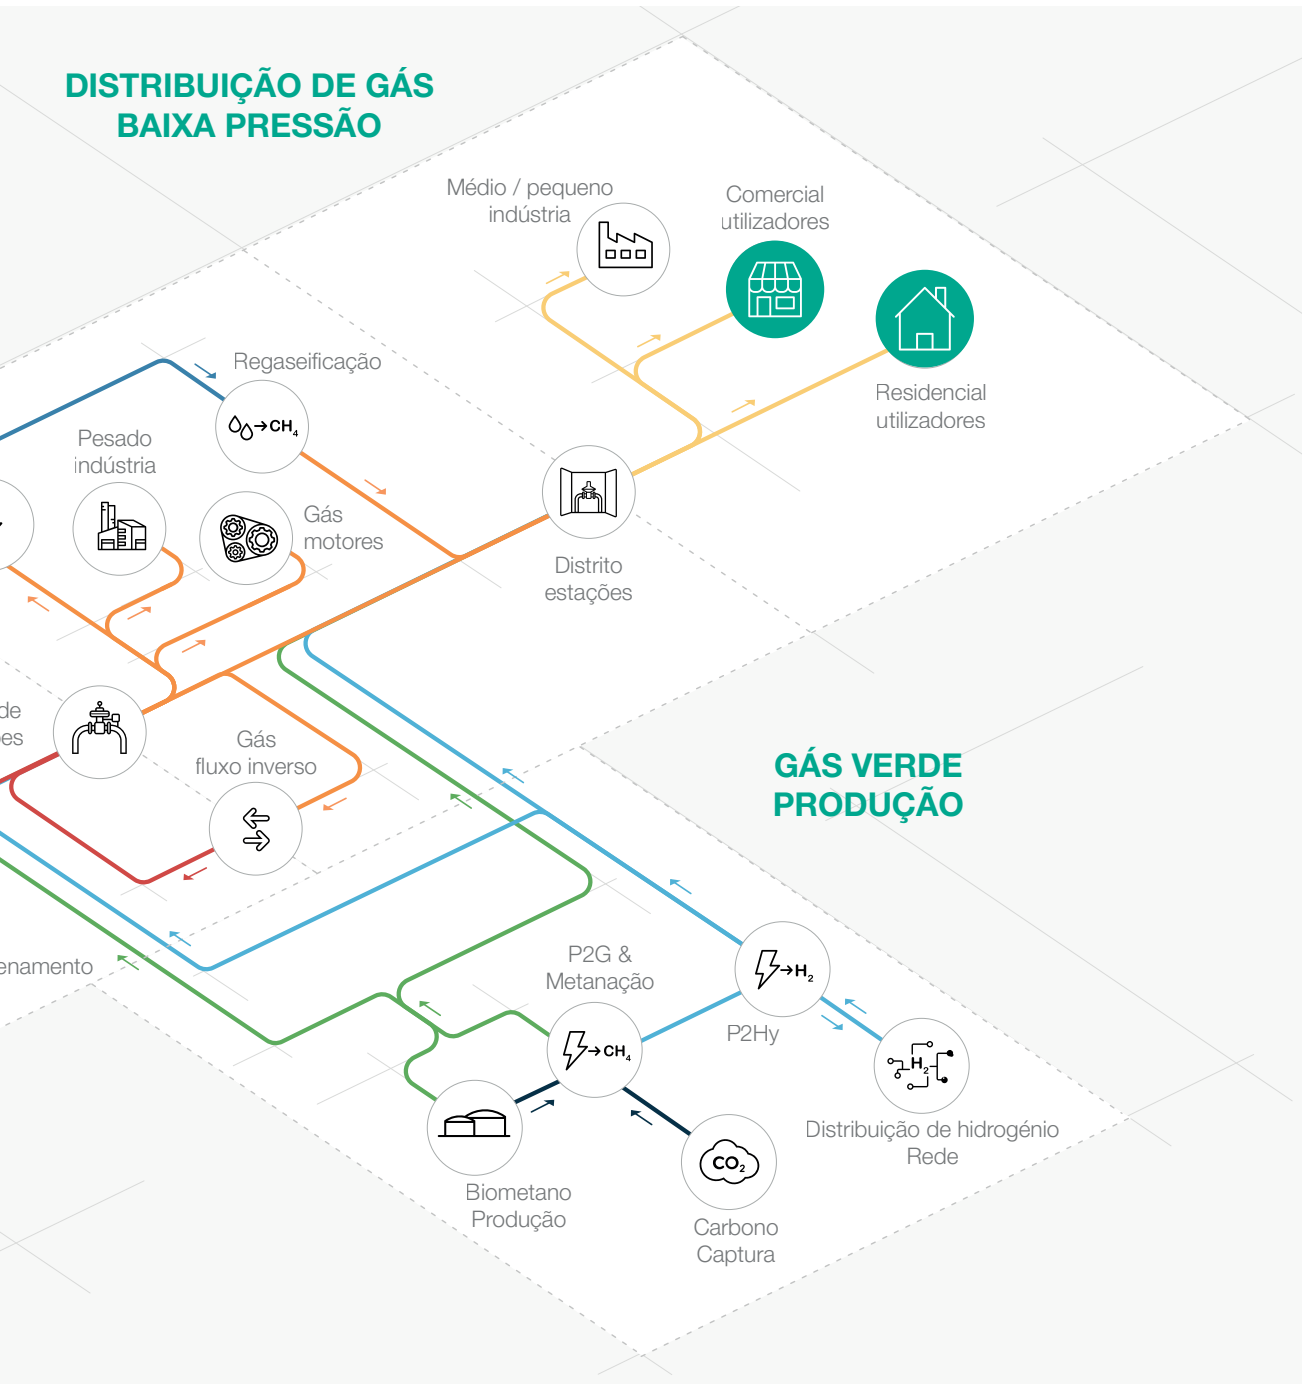 DISTRIBUIÇÃO DE GÁS
BAIXA PRESSÃO
Médio / pequeno
indústria
Comercial
utilizadores
Residencial
utilizadores
Regaseificação
→CH₄
Pesado
indústria
Gás
motores
Distrito
estações
de
Gás
fluxo inverso
GÁS VERDE
PRODUÇÃO
P2G &
Metanação
→CH₄
→H₂
P2Hy
H₂
Distribuição de hidrogénio
Rede
Biometano
Produção
CO₂
Carbono
Captura